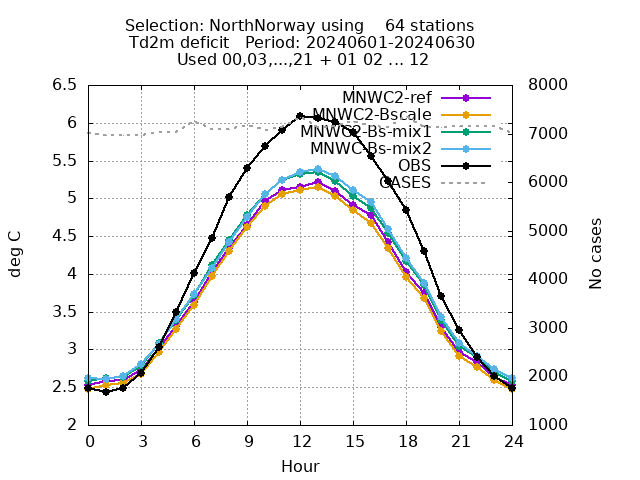 Selection: NorthNorway using    64 stations
Td2m deficit   Period: 20240601-20240630
Used 00,03,...,21 + 01 02 ... 12
MNWC2-ref
MNWC2-Bscale
MNWC2-Bs-mix1
MNWC-Bs-mix2
OBS
CASES
6.5
6
5.5
5
4.5
4
3.5
3
2.5
2
deg C
8000
7000
6000
5000
4000
3000
2000
1000
No cases
0 3 6 9 12 15 18 21 24
Hour